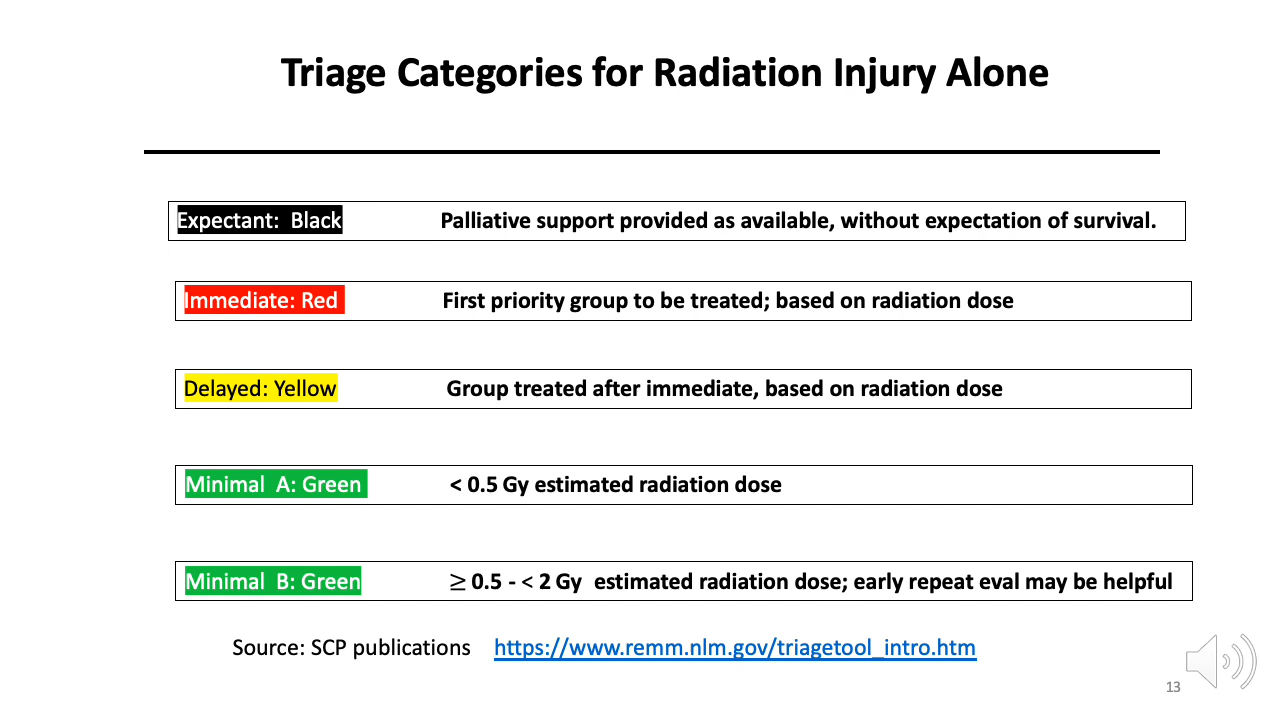 Triage Categories for Radiation Injury Alone
Expectant:  Black Palliative support provided as available, without expectation of survival.
Immediate: Red First priority group to be treated; based on radiation dose
Delayed: Yellow Group treated after immediate, based on radiation dose
Minimal  A: Green < 0.5 Gy estimated radiation dose
Minimal  B: Green ≥ 0.5 - < 2 Gy  estimated radiation dose; early repeat eval may be helpful
Source: SCP publications https://www.remm.nlm.gov/triagetool_intro.htm
13